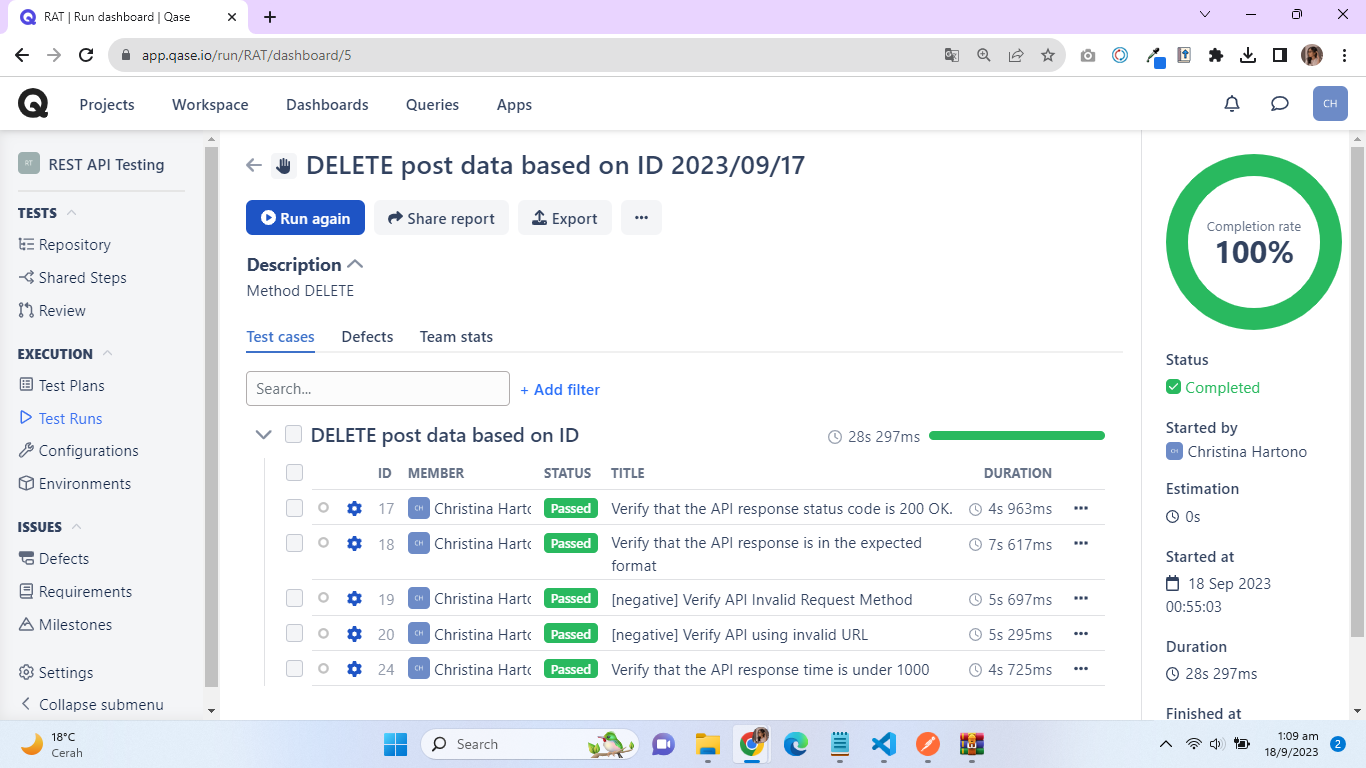 RAT | Run dashboard | Qase
app.qase.io/run/RAT/dashboard/5
Projects Workspace Dashboards Queries Apps CH
RT REST API Testing
TESTS
Repository
Shared Steps
Review
EXECUTION
Test Plans
Test Runs
Configurations
Environments
ISSUES
Defects
Requirements
Milestones
Settings
Collapse submenu
DELETE post data based on ID 2023/09/17
Run again Share report Export
Description
Method DELETE
Test cases Defects Team stats
Search... + Add filter
DELETE post data based on ID 28s 297ms
ID MEMBER STATUS TITLE DURATION
17 CH Christina Hartc Passed Verify that the API response status code is 200 OK. 4s 963ms
18 CH Christina Hartc Passed Verify that the API response is in the expected 7s 617ms
format
19 CH Christina Hartc Passed [negative] Verify API Invalid Request Method 5s 697ms
20 CH Christina Hartc Passed [negative] Verify API using invalid URL 5s 295ms
24 CH Christina Hartc Passed Verify that the API response time is under 1000 4s 725ms
Completion rate
100%
Status
Completed
Started by
CH Christina Hartono
Estimation
0s
Started at
18 Sep 2023
00:55:03
Duration
28s 297ms
Finished at
18°C
Cerah
Search
1:09 am
18/9/2023
2